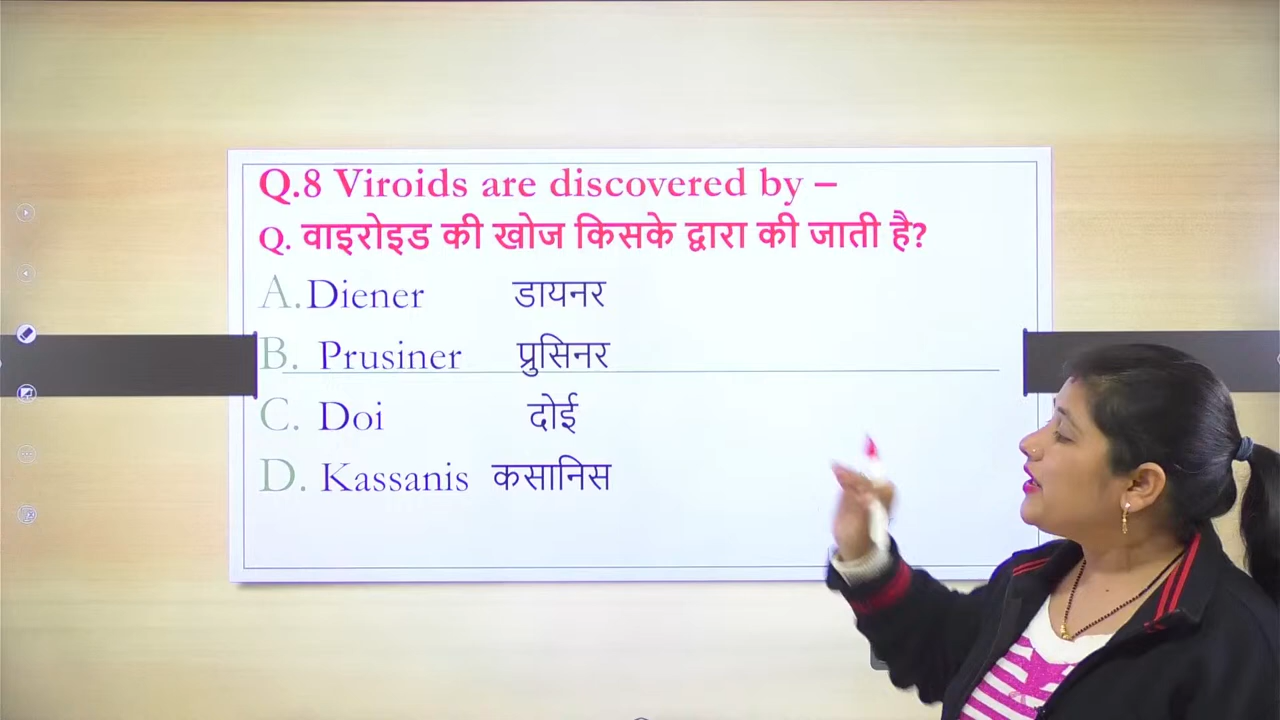 Q.8 Viroids are discovered by –
Q. वाइरोइड की खोज किसके द्वारा की जाती है?
A. Diener डायनर
B. Prusiner प्रुसिनर
C. Doi दोई
D. Kassanis कसानिस